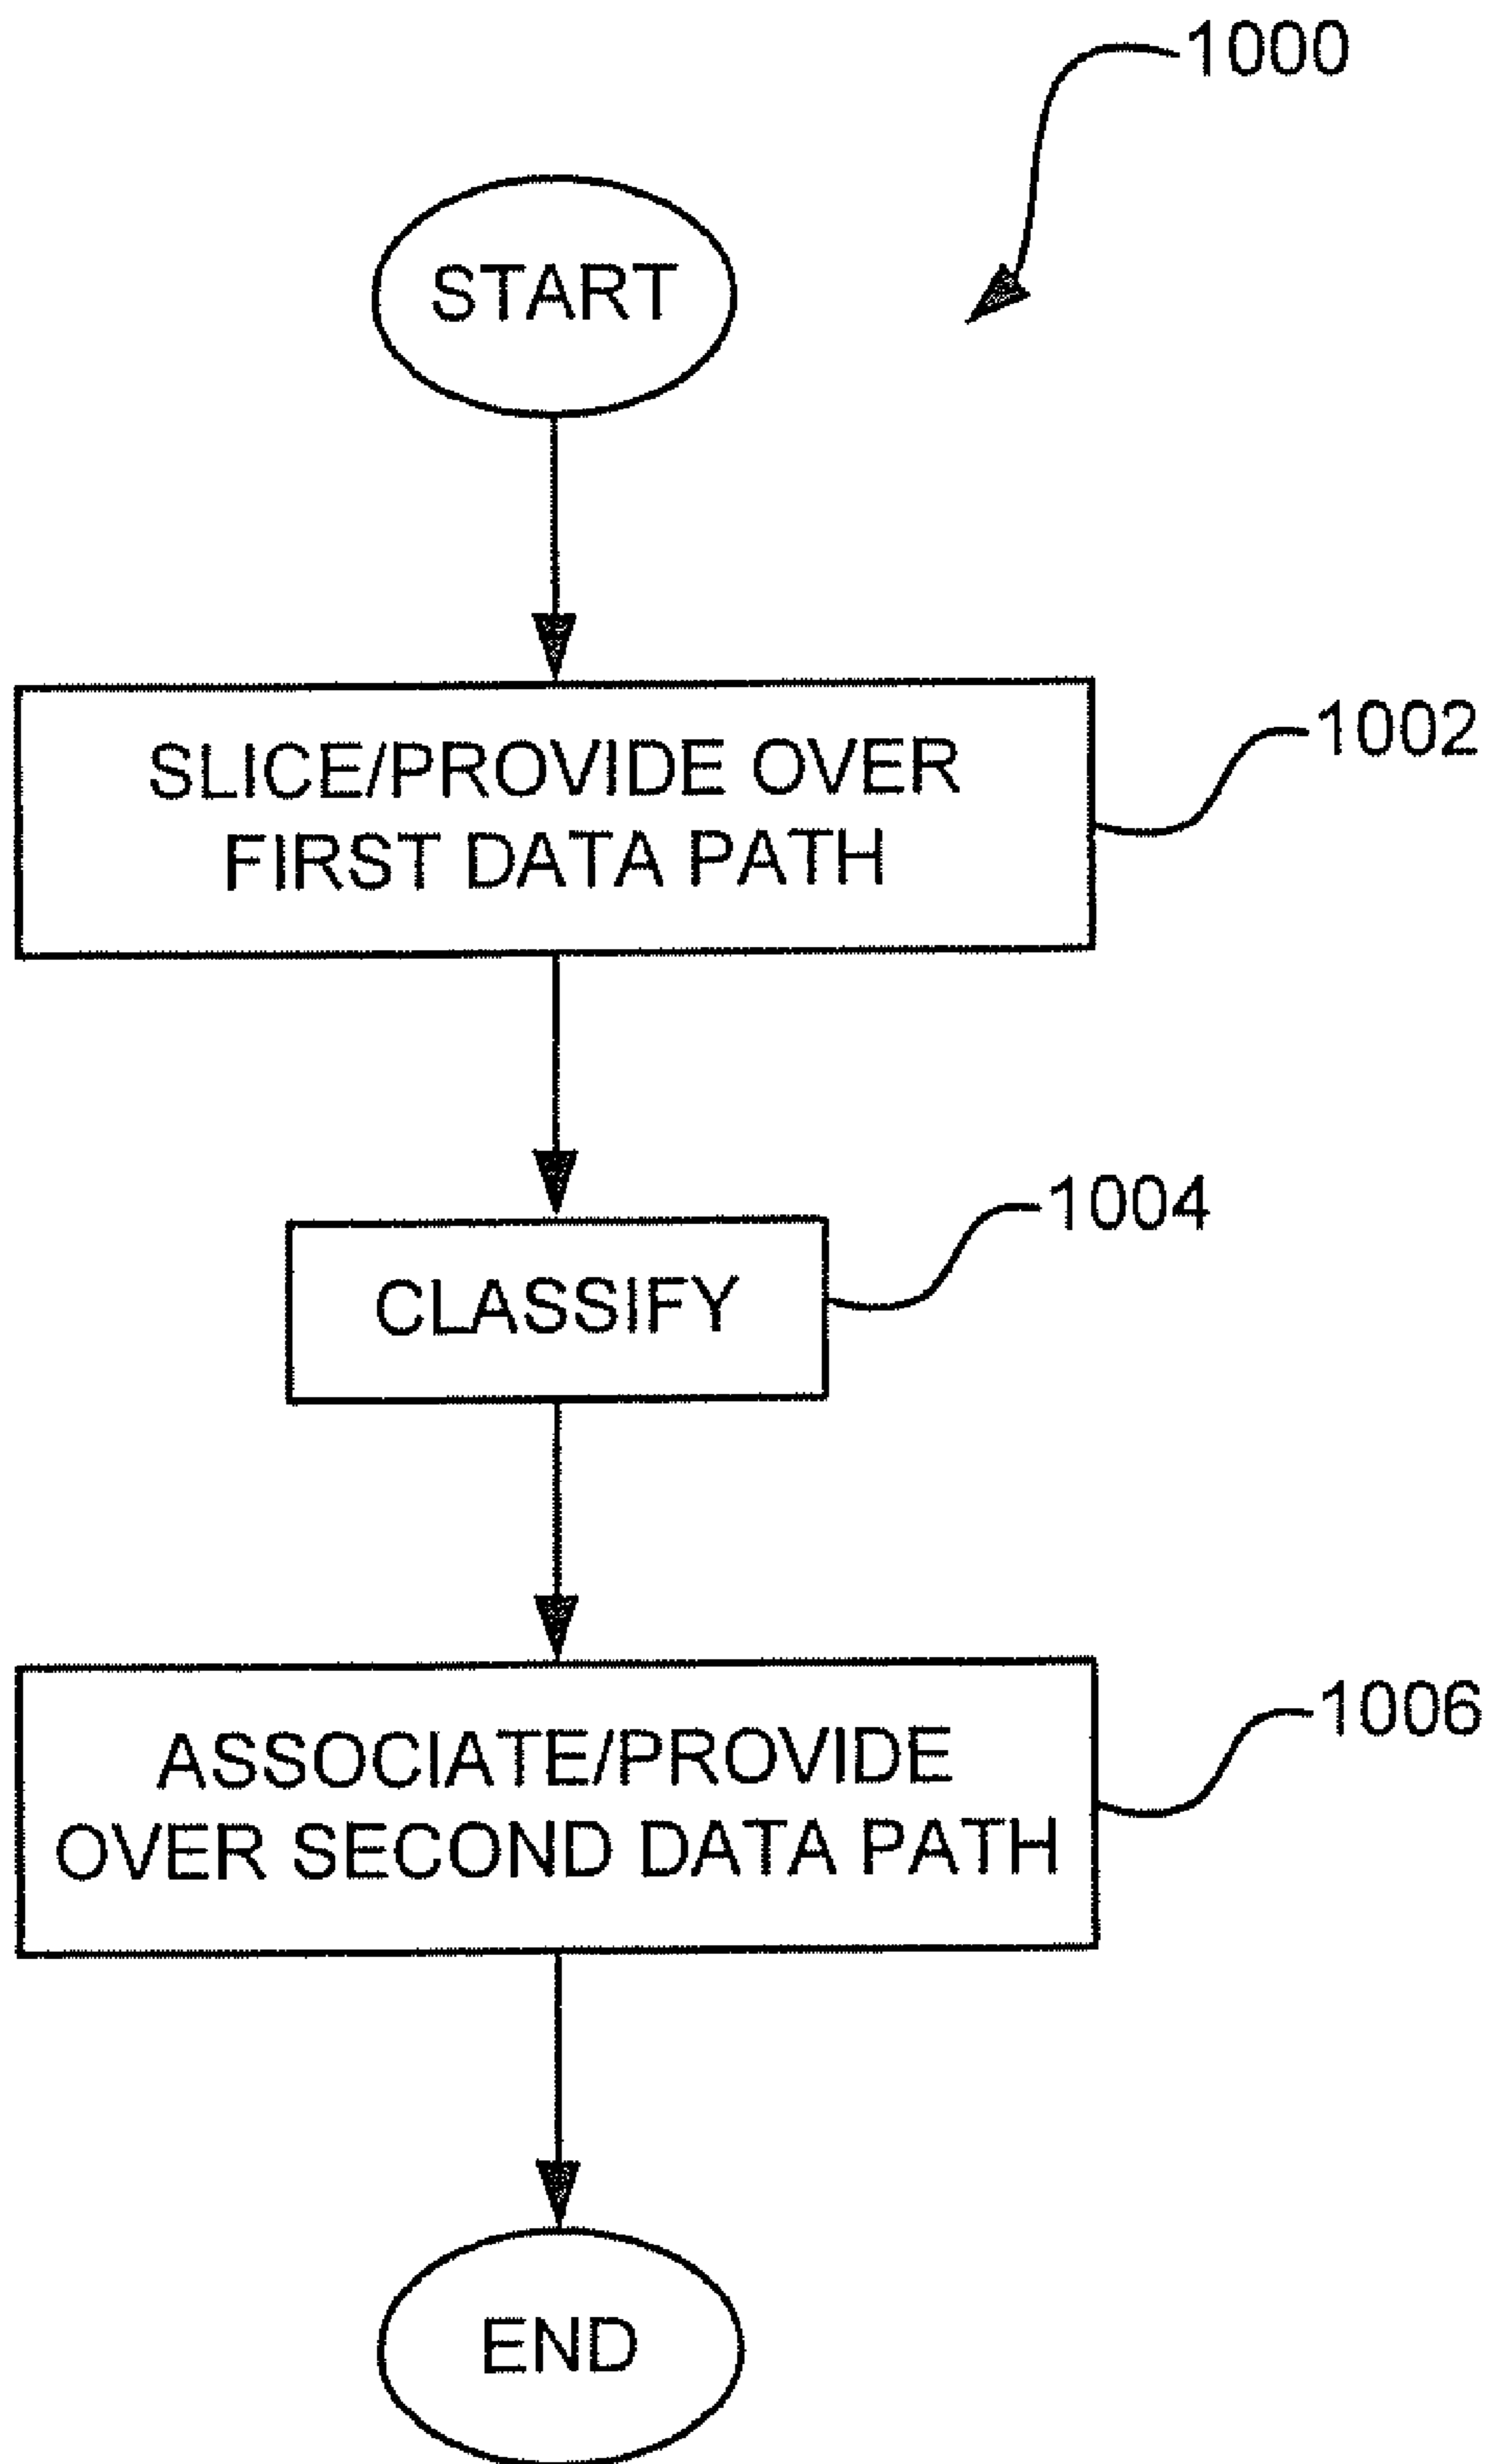 1000
START
SLICE/PROVIDE OVER
FIRST DATA PATH
1002
CLASSIFY
1004
ASSOCIATE/PROVIDE
OVER SECOND DATA PATH
1006
END